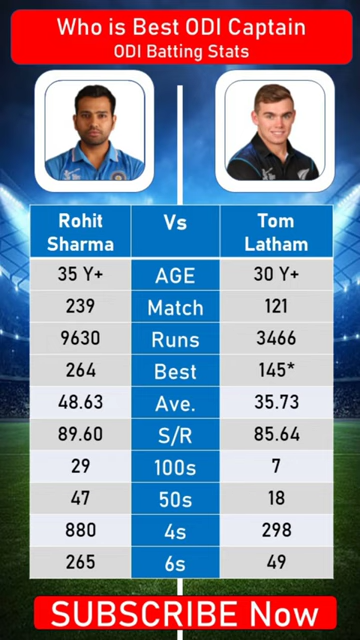 Who is Best ODI Captain
ODI Batting Stats
Rohit Sharma Vs Tom Latham
35 Y+ AGE 30 Y+
239 Match 121
9630 Runs 3466
264 Best 145*
48.63 Ave. 35.73
89.60 S/R 85.64
29 100s 7
47 50s 18
880 4s 298
265 6s 49
SUBSCRIBE Now